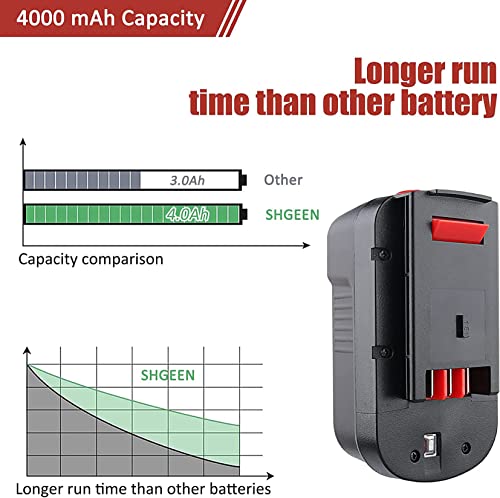 4000 mAh Capacity
Longer run
time than other battery
3.0Ah
Other
4.0Ah
SHGEEN
Capacity comparison
SHGEEN
Longer run time than other batteries